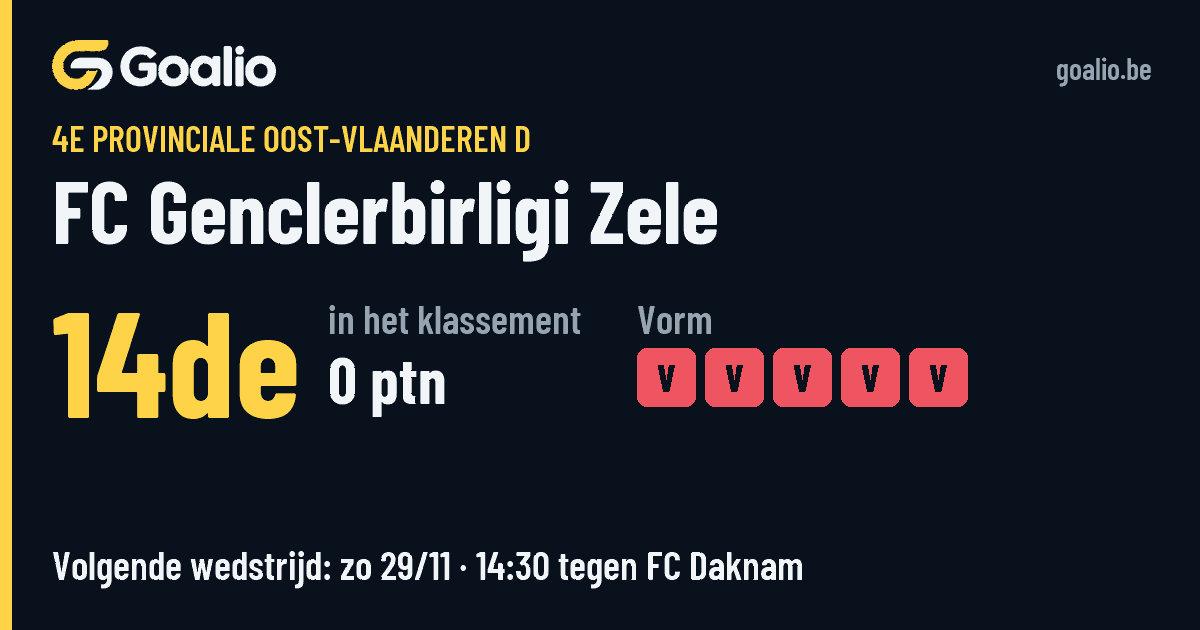 Goalio
goalio.be
4E PROVINCIALE OOST-VLAANDEREN D
FC Genclerbirligi Zele
14de
in het klassement
0 ptn
Vorm
V V V V V
Volgende wedstrijd: zo 29/11 · 14:30 tegen FC Daknam